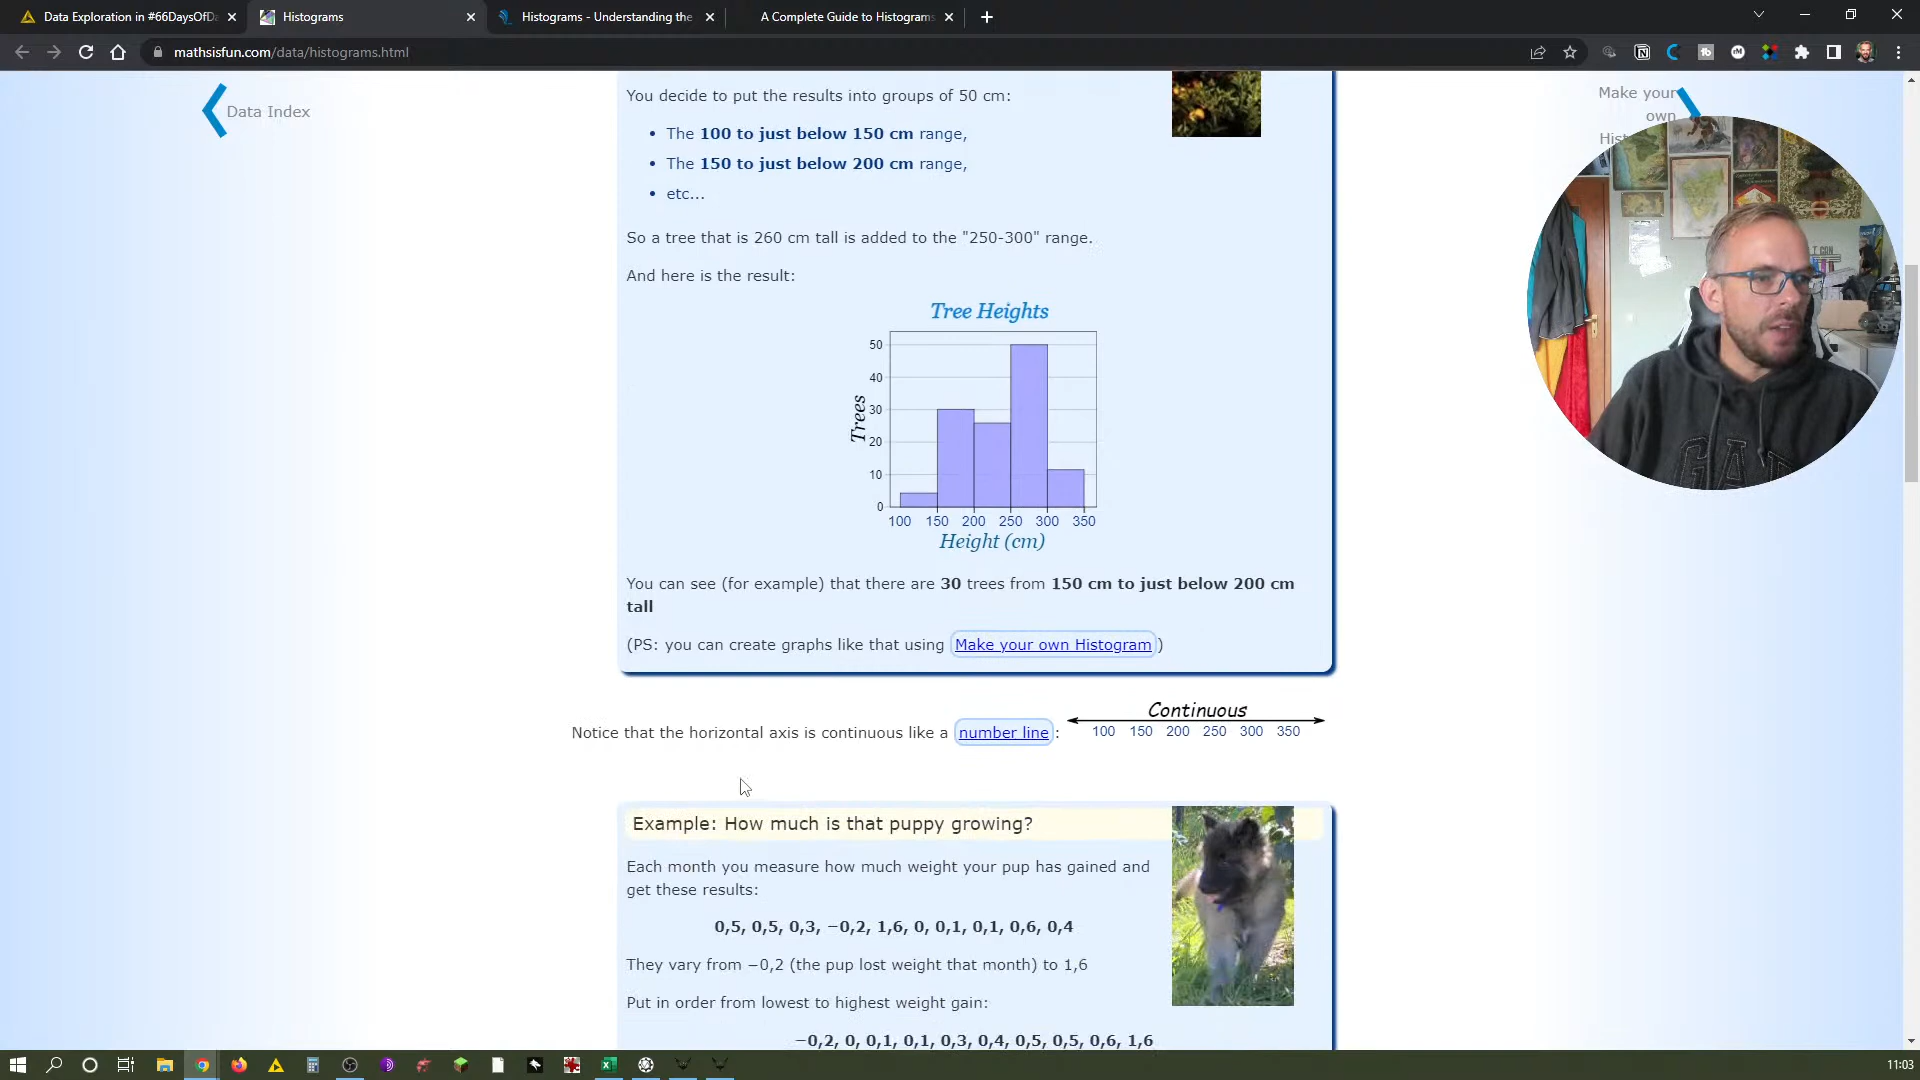 Data Exploration in #66DaysOfDa
Histograms
Histograms - Understanding the
A Complete Guide to Histograms
mathsisfun.com/data/histograms.html
Data Index
Make your
own
His
You decide to put the results into groups of 50 cm:
• The 100 to just below 150 cm range,
• The 150 to just below 200 cm range,
• etc...
So a tree that is 260 cm tall is added to the "250-300" range.
And here is the result:
Tree Heights
50
40
30
20
10
0
Trees
100 150 200 250 300 350
Height (cm)
You can see (for example) that there are 30 trees from 150 cm to just below 200 cm
tall
(PS: you can create graphs like that using Make your own Histogram)
Notice that the horizontal axis is continuous like a number line:
Continuous
100 150 200 250 300 350
Example: How much is that puppy growing?
Each month you measure how much weight your pup has gained and
get these results:
0,5, 0,5, 0,3, −0,2, 1,6, 0, 0,1, 0,1, 0,6, 0,4
They vary from −0,2 (the pup lost weight that month) to 1,6
Put in order from lowest to highest weight gain:
−0,2, 0, 0,1, 0,1, 0,3, 0,4, 0,5, 0,5, 0,6, 1,6
11:03